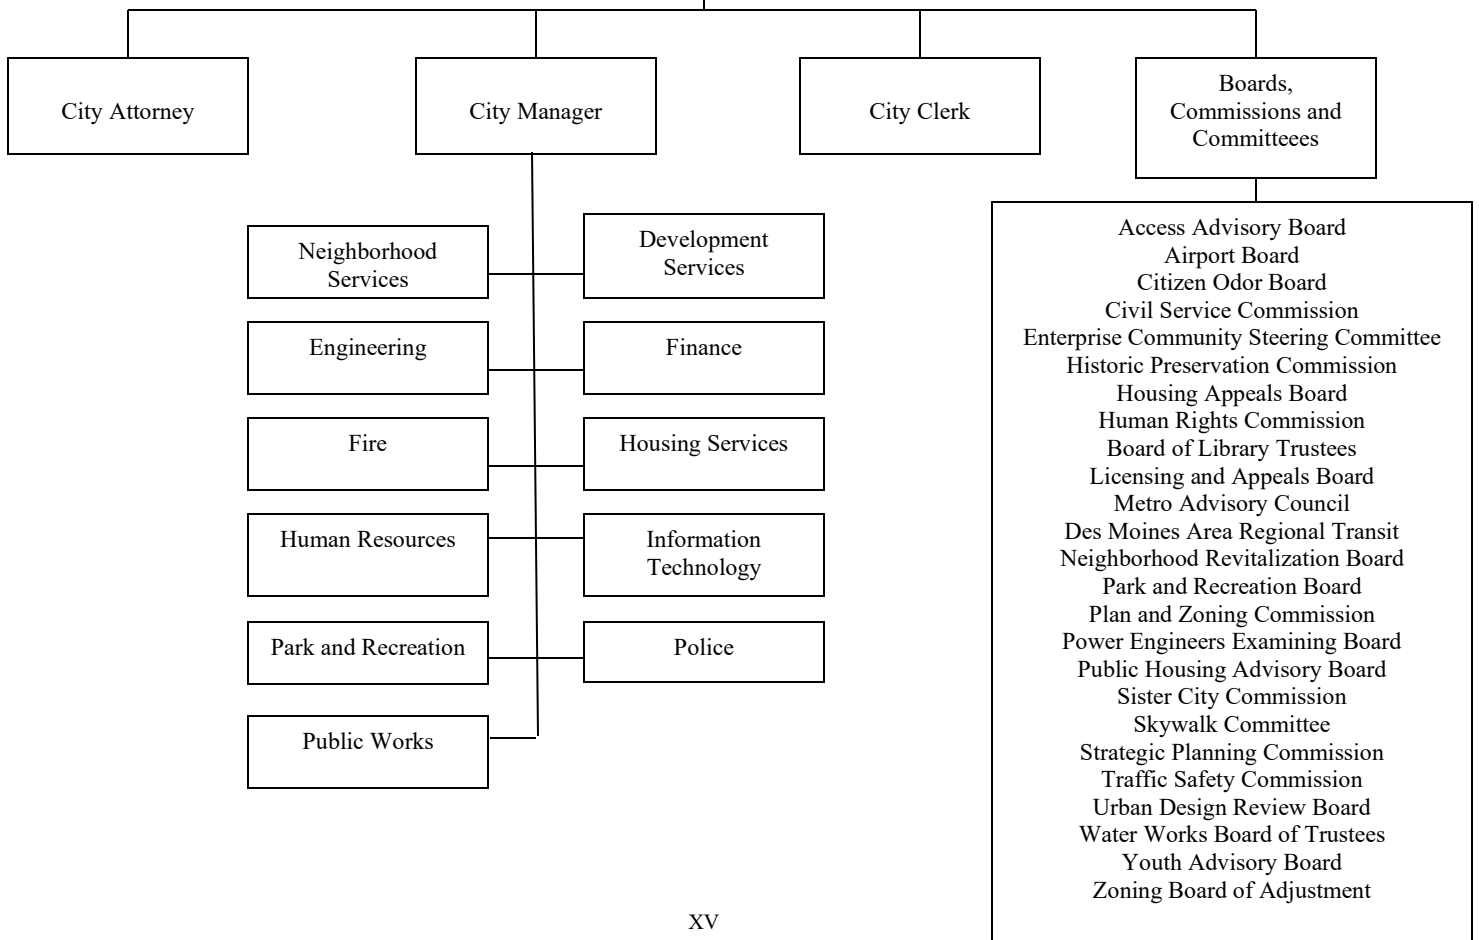 City Attorney
City Manager
City Clerk
Boards,
Commissions and
Committeees
Neighborhood
Services
Development
Services
Engineering
Finance
Fire
Housing Services
Human Resources
Information
Technology
Park and Recreation
Police
Public Works
Access Advisory Board
Airport Board
Citizen Odor Board
Civil Service Commission
Enterprise Community Steering Committee
Historic Preservation Commission
Housing Appeals Board
Human Rights Commission
Board of Library Trustees
Licensing and Appeals Board
Metro Advisory Council
Des Moines Area Regional Transit
Neighborhood Revitalization Board
Park and Recreation Board
Plan and Zoning Commission
Power Engineers Examining Board
Public Housing Advisory Board
Sister City Commission
Skywalk Committee
Strategic Planning Commission
Traffic Safety Commission
Urban Design Review Board
Water Works Board of Trustees
Youth Advisory Board
Zoning Board of Adjustment
XV